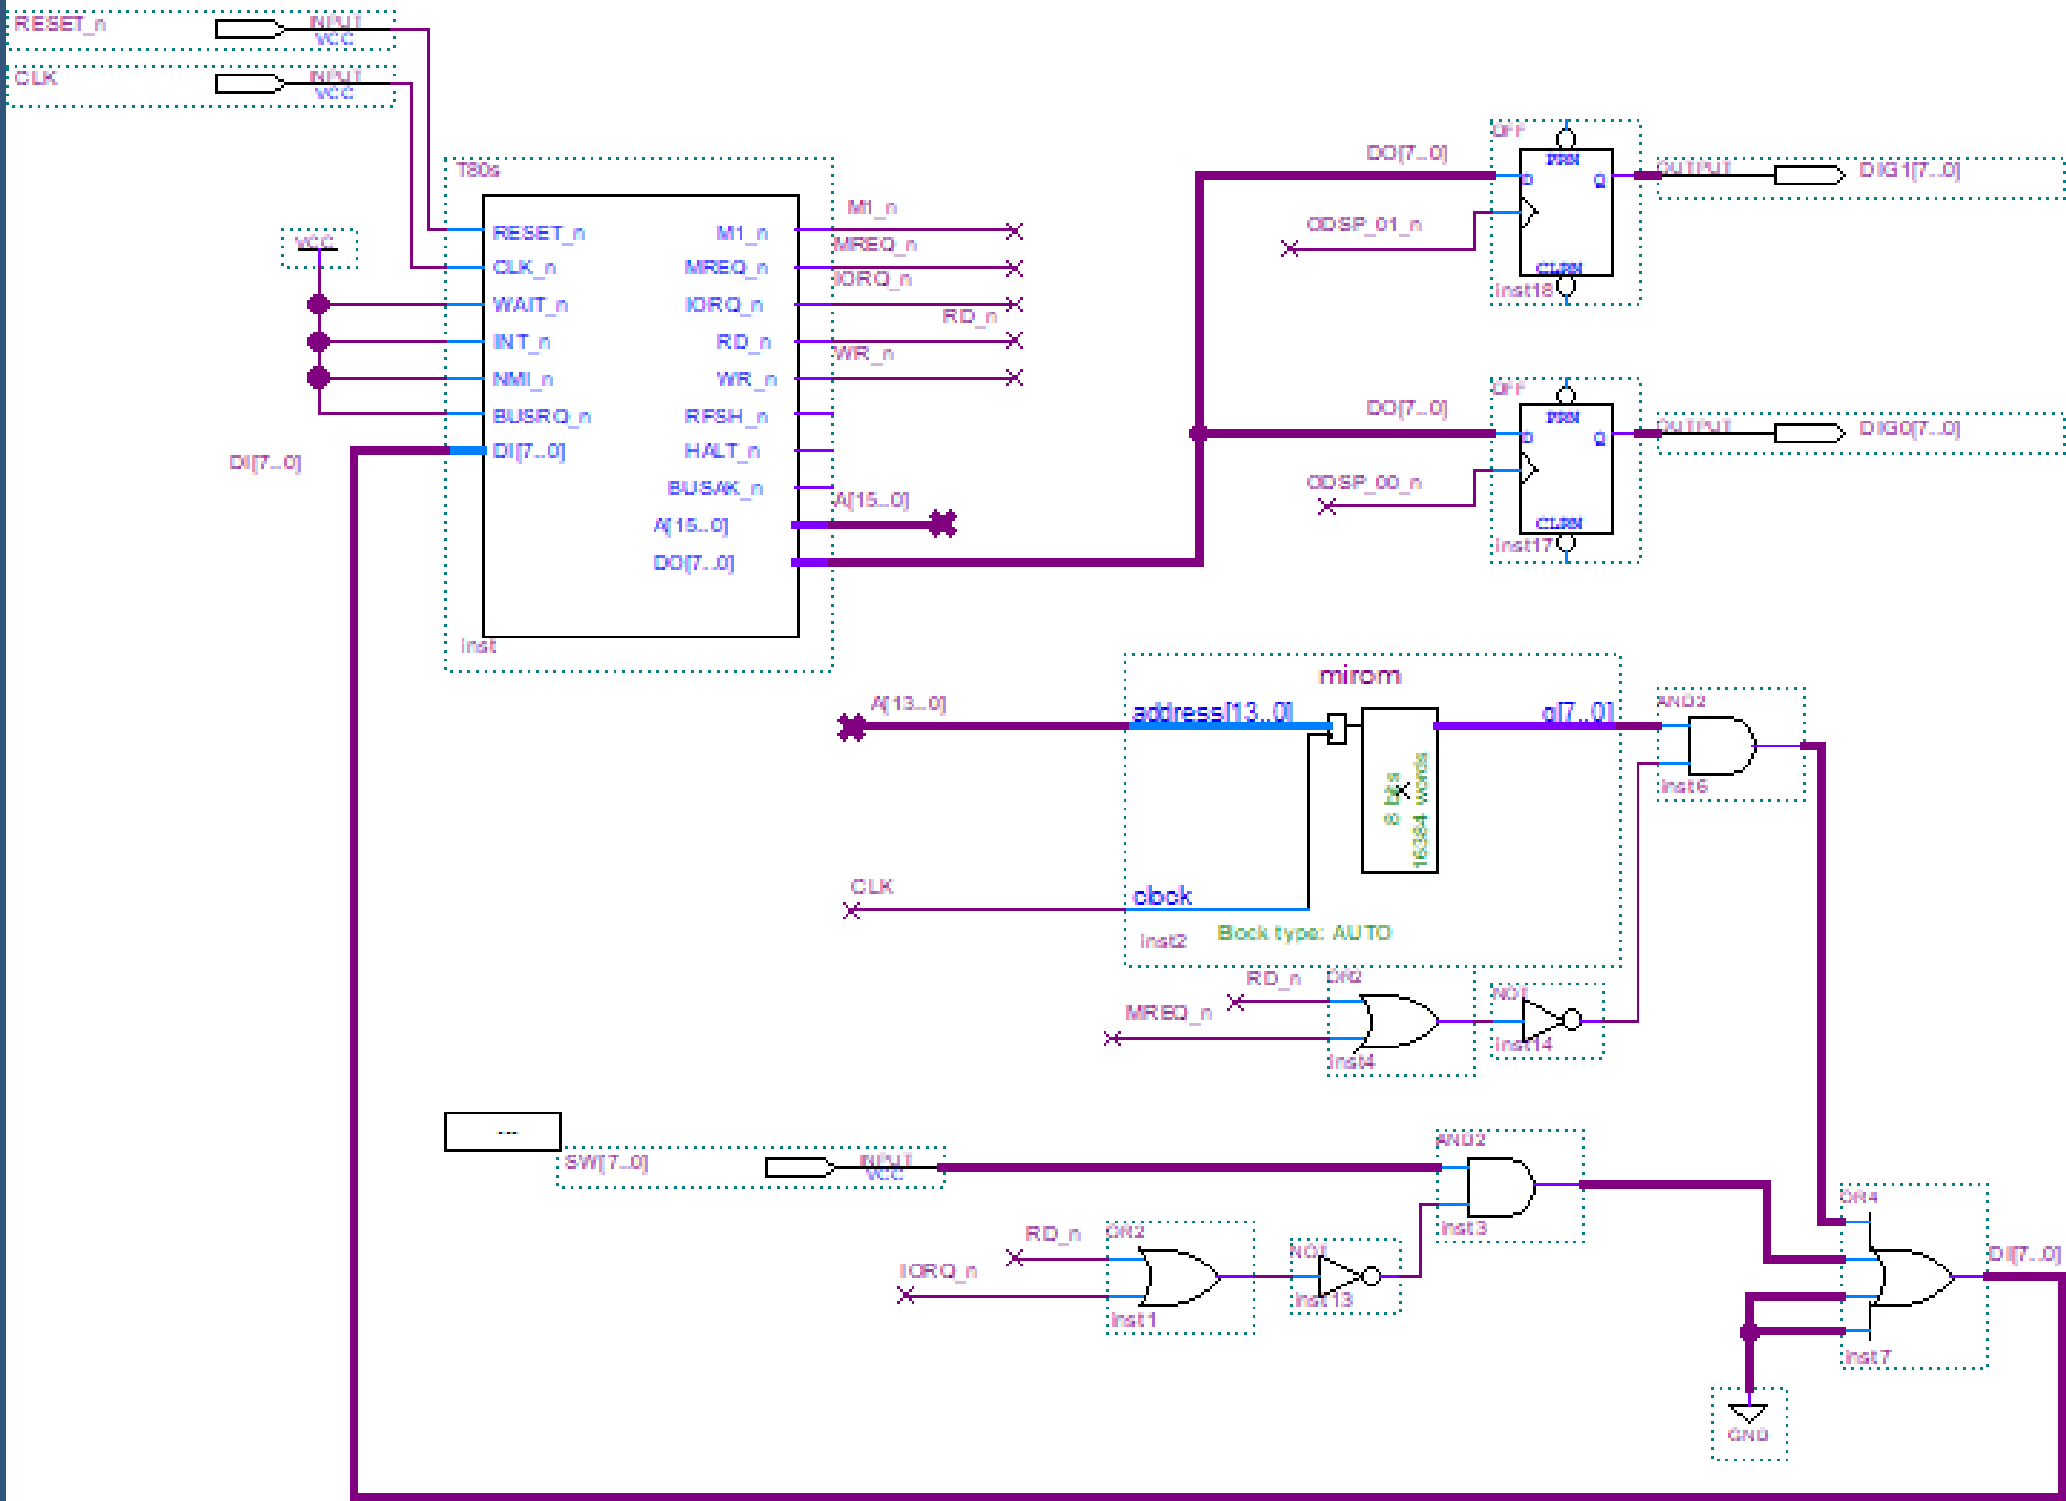 RESET_n
INPUT
VCC
CLK
INPUT
VCC
T80s
VCC
RESET_n
CLK_n
WAIT_n
INT_n
NMI_n
BUSRQ_n
DI[7..0]
M1_n
MREQ_n
IORQ_n
RD_n
WR_n
RFSH_n
HALT_n
BUSAK_n
A[15..0]
DO[7..0]
inst
DI[7..0]
M1_n
MREQ_n
IORQ_n
RD_n
WR_n
A[15..0]
DO[7..0]
DFF
PRN
D
Q
CLRN
inst18
ODSP_01_n
OUTPUT
DIG1[7..0]
DO[7..0]
DFF
PRN
D
Q
CLRN
inst17
ODSP_00_n
OUTPUT
DIG0[7..0]
mirom
A[13..0]
address[13..0]
q[7..0]
8 bits
x
16384 words
CLK
clock
inst2
Block type: AUTO
AND2
inst6
RD_n
MREQ_n
OR2
inst4
NOT
inst14
SW[7..0]
INPUT
VCC
AND2
inst3
RD_n
IORQ_n
OR2
inst1
NOT
inst13
OR4
DI[7..0]
inst7
GND